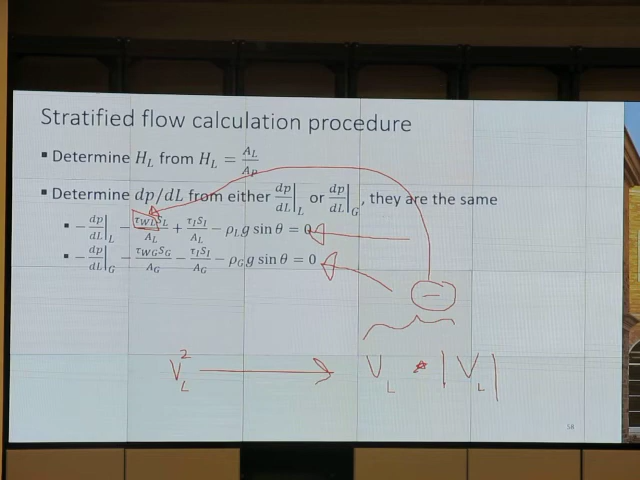 Stratified flow calculation procedure
▪ Determine H_L from H_L = A_L / A_P
▪ Determine dp/dL from either dp/dL|_L or dp/dL|_G, they are the same
▪ − dp/dL|_L − τ_WL S_L / A_L + τ_I S_I / A_L − ρ_L g sin θ = 0
▪ − dp/dL|_G − τ_WG S_G / A_G − τ_I S_I / A_G − ρ_G g sin θ = 0
−
V_L^2 → V_L * |V_L|
58